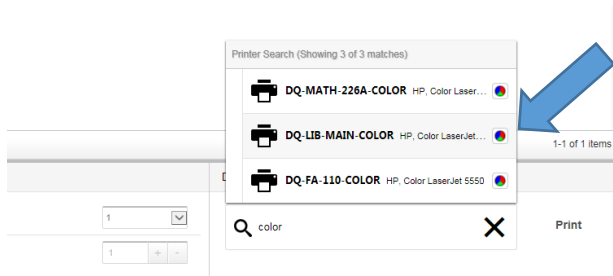 Printer Search (Showing 3 of 3 matches)
DQ-MATH-226A-COLOR HP, Color Laser...
DQ-LIB-MAIN-COLOR HP, Color LaserJet...
1-1 of 1 items
DQ-FA-110-COLOR HP, Color LaserJet 5550
1
color
Print
1 + -